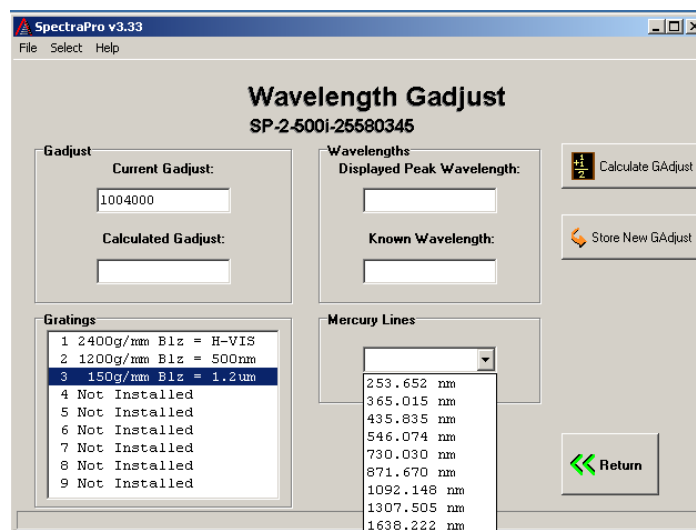 SpectraPro v3.33
File Select Help
Wavelength Gadjust
SP-2-500i-25580345
Gadjust
Current Gadjust:
1004000
Calculated Gadjust:
Wavelengths
Displayed Peak Wavelength:
Known Wavelength:
+1/2 Calculate GAdjust
Store New GAdjust
Gratings
1 2400g/mm Blz = H-VIS
2 1200g/mm Blz = 500nm
3 150g/mm Blz = 1.2um
4 Not Installed
5 Not Installed
6 Not Installed
7 Not Installed
8 Not Installed
9 Not Installed
Mercury Lines
253.652 nm
365.015 nm
435.835 nm
546.074 nm
730.030 nm
871.670 nm
1092.148 nm
1307.505 nm
1638.222 nm
Return